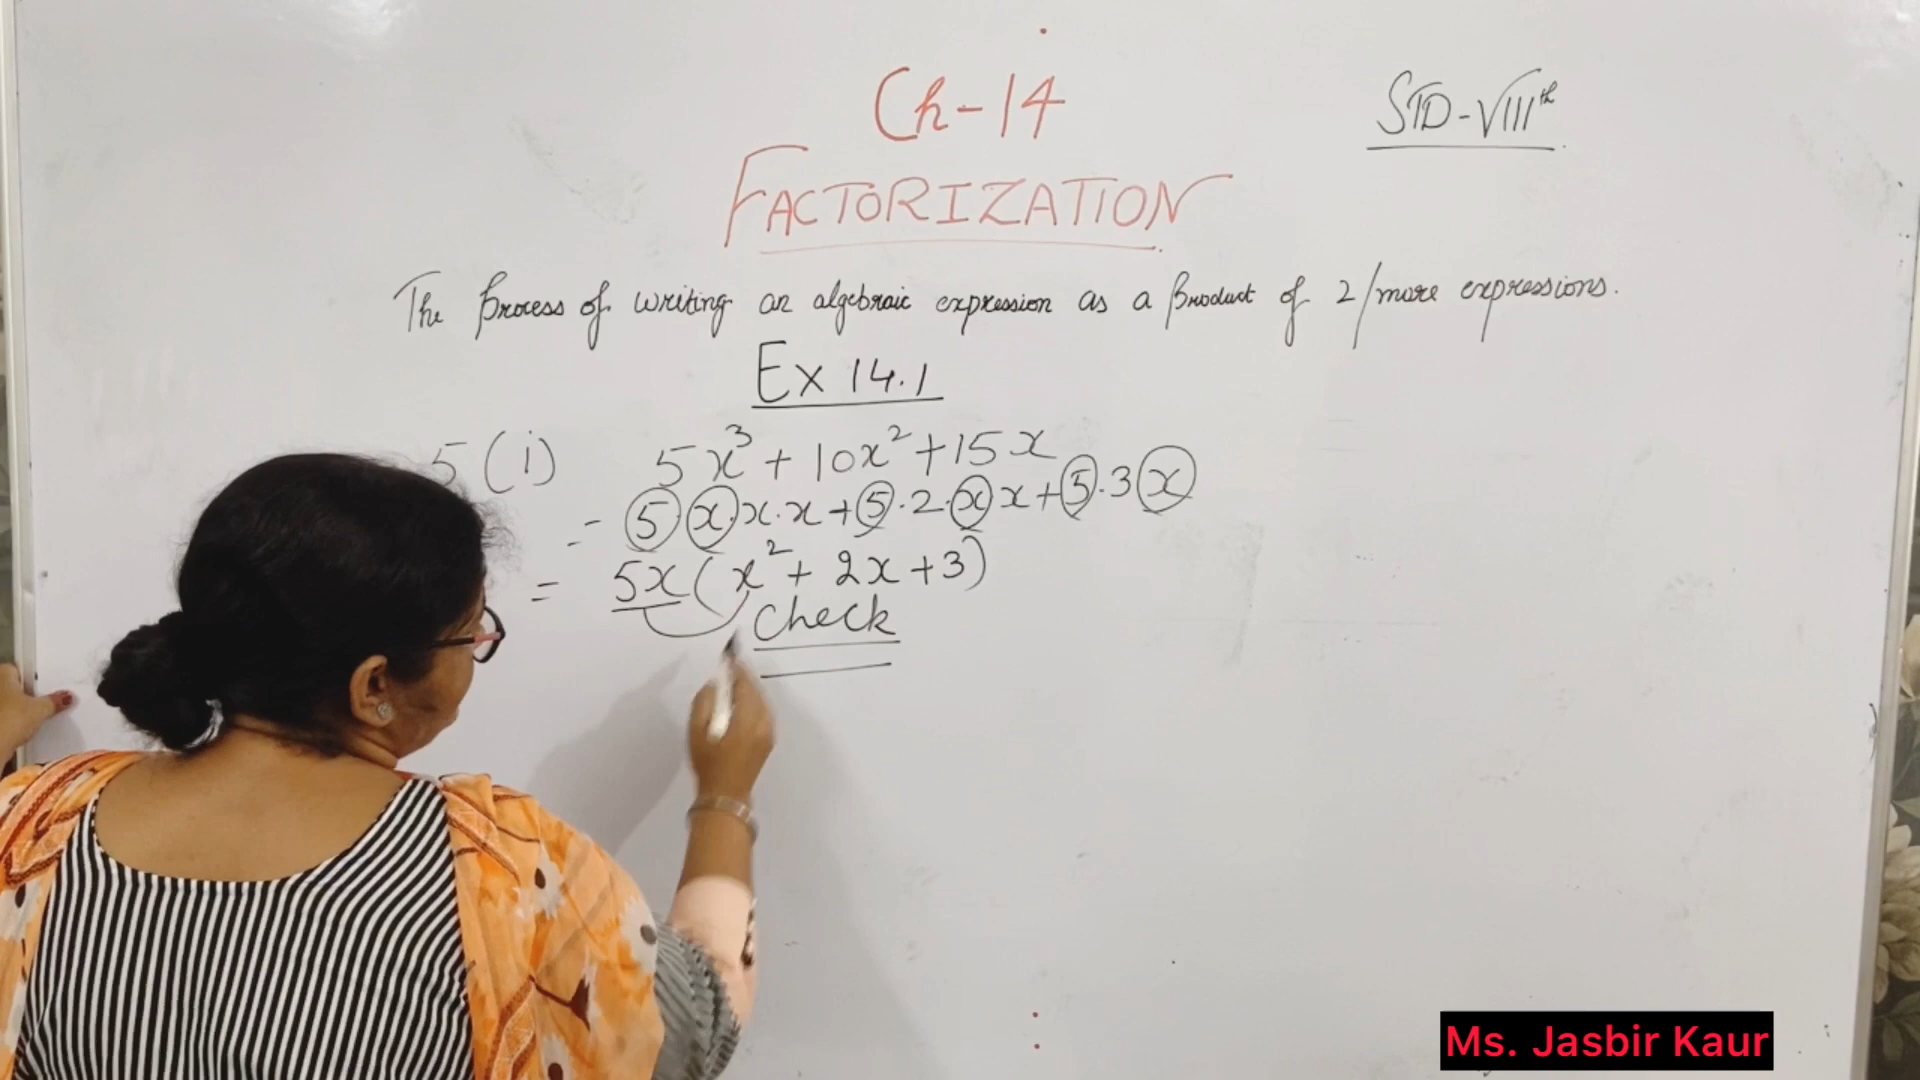 Ch-14
STD-VIIIth
FACTORIZATION
The process of writing an algebraic expression as a product of 2/more expressions.
Ex 14.1
5 (i) 5x³ + 10x² + 15x
= 5·x·x·x + 5·2·x x + 5·3 x
= 5x(x² + 2x + 3)
Check
Ms. Jasbir Kaur